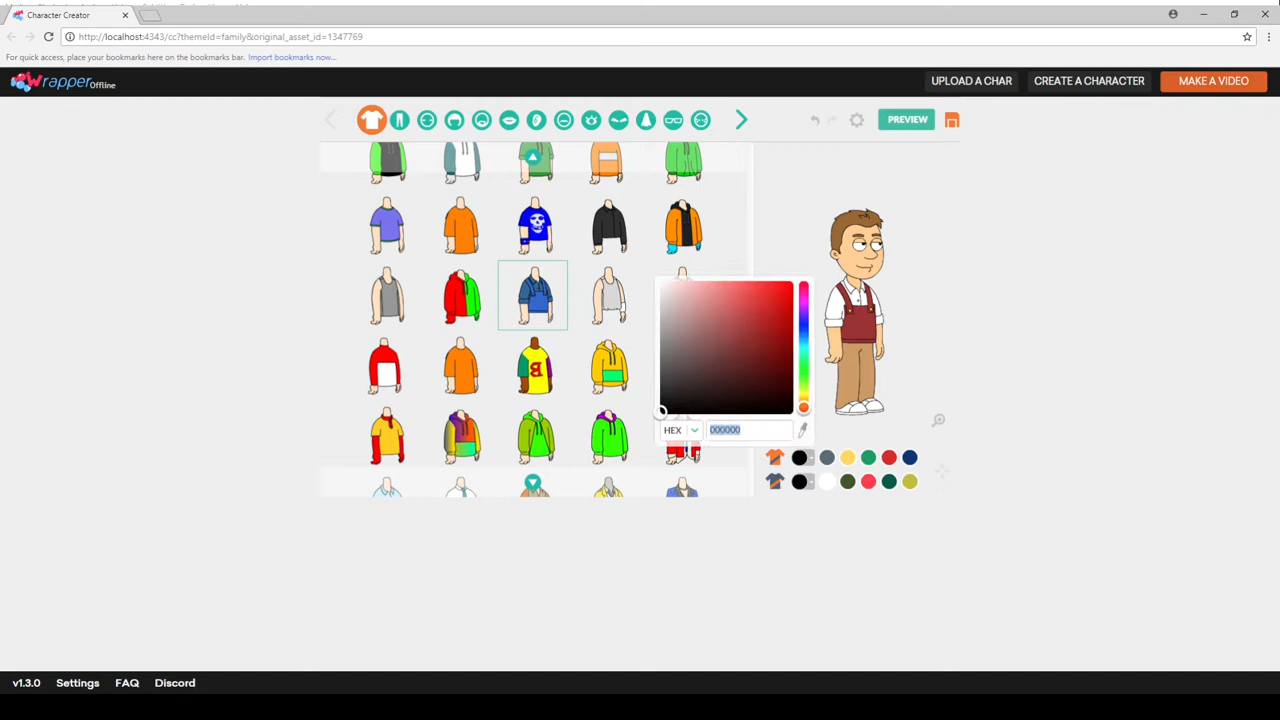 Character Creator
http://localhost:4343/cc?themeId=family&original_asset_id=1347769
For quick access, place your bookmarks here on the bookmarks bar. Import bookmarks now...
Wrapper Offline
UPLOAD A CHAR
CREATE A CHARACTER
MAKE A VIDEO
PREVIEW
B
HEX
000000
v1.3.0
Settings
FAQ
Discord